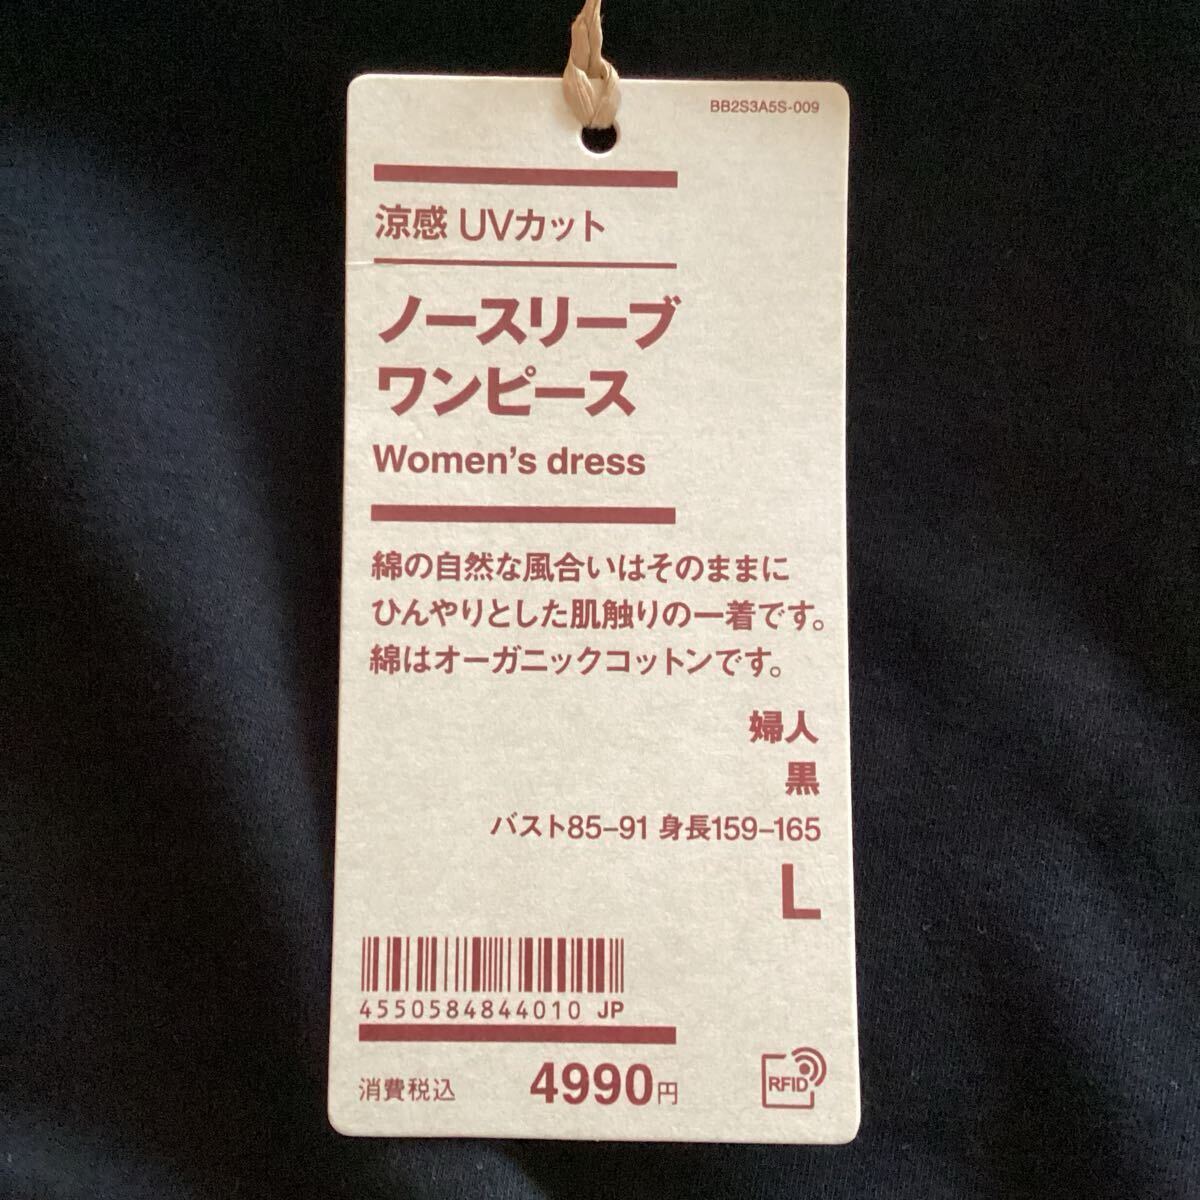 BB2S3A5S-009
涼感 UVカット
ノースリーブ
ワンピース
Women's dress
綿の自然な風合いはそのままに
ひんやりとした肌触りの一着です。
綿はオーガニックコットンです。
婦人
黒
バスト85-91 身長159-165
L
4550584844010 JP
消費税込 4990円
RFID